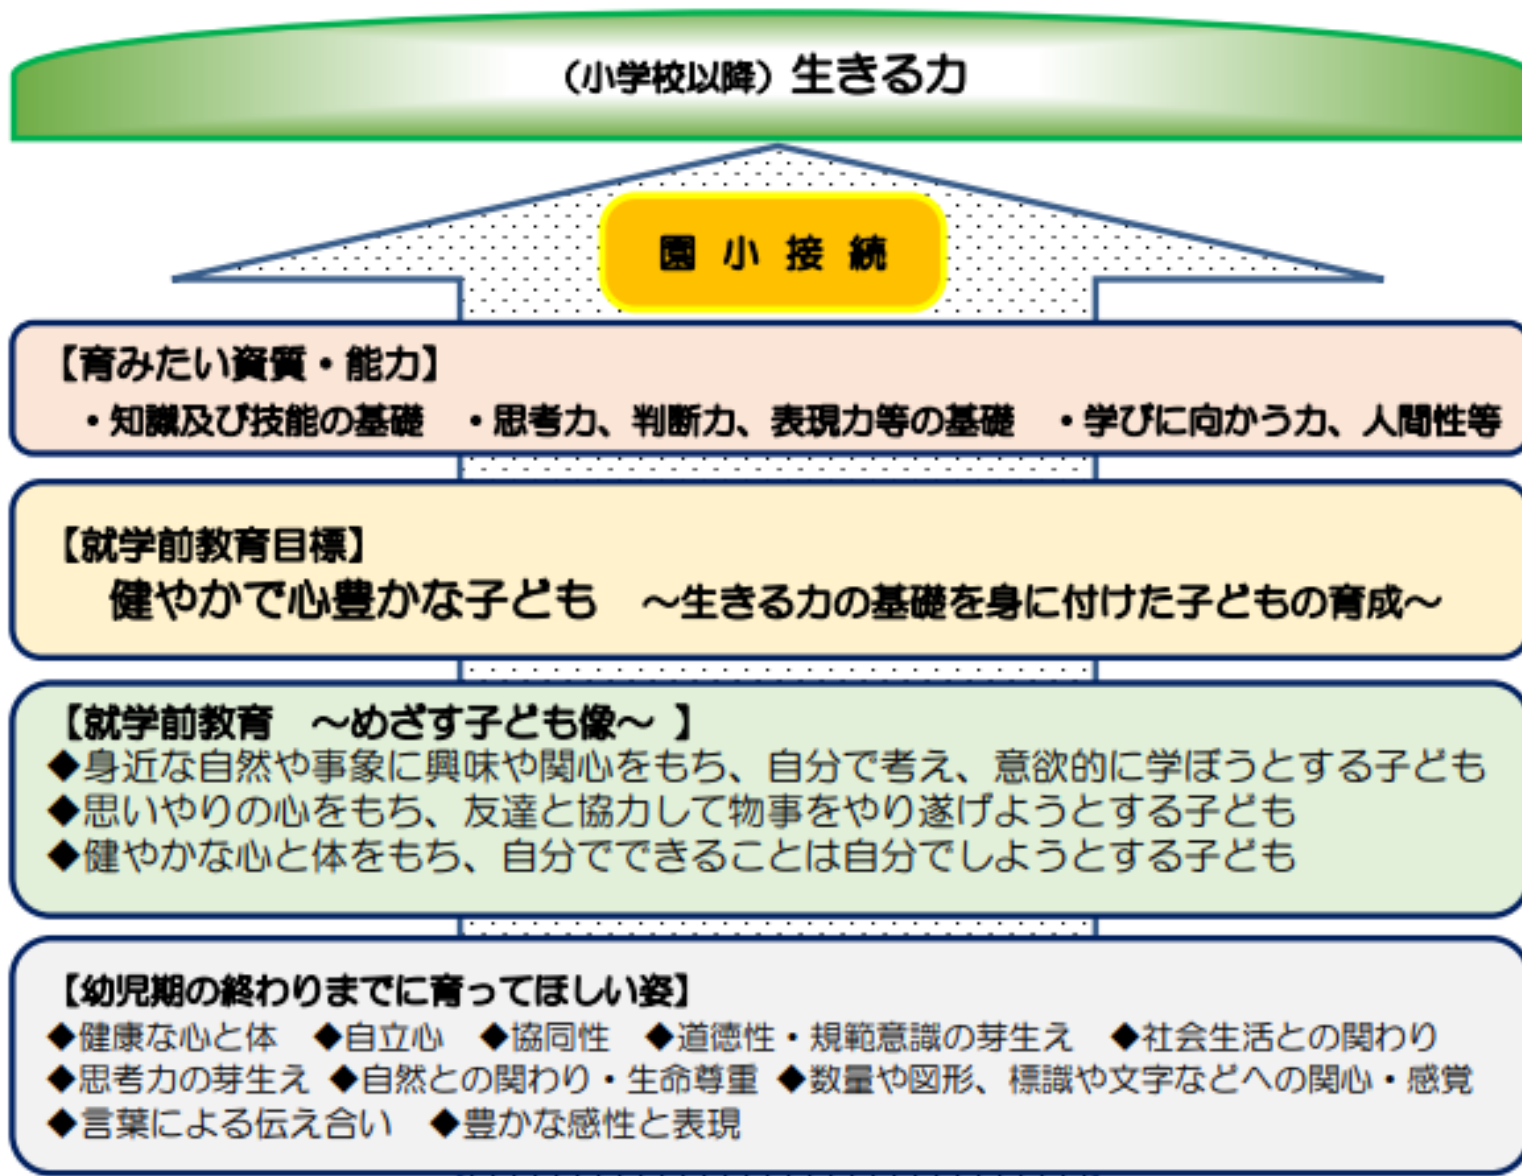 （小学校以降）生きる力
園 小 接 続
【育みたい資質・能力】
・知識及び技能の基礎　・思考力、判断力、表現力等の基礎　・学びに向かう力、人間性等
【就学前教育目標】
健やかで心豊かな子ども　～生きる力の基礎を身に付けた子どもの育成～
【就学前教育　～めざす子ども像～ 】
◆身近な自然や事象に興味や関心をもち、自分で考え、意欲的に学ぼうとする子ども
◆思いやりの心をもち、友達と協力して物事をやり遂げようとする子ども
◆健やかな心と体をもち、自分でできることは自分でしようとする子ども
【幼児期の終わりまでに育ってほしい姿】
◆健康な心と体　◆自立心　◆協同性　◆道徳性・規範意識の芽生え　◆社会生活との関わり
◆思考力の芽生え ◆自然との関わり・生命尊重 ◆数量や図形、標識や文字などへの関心・感覚
◆言葉による伝え合い　◆豊かな感性と表現